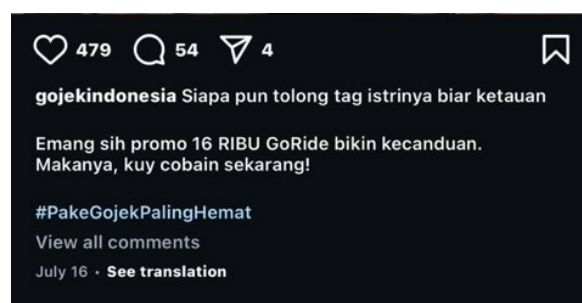 479 54 4
gojekindonesia Siapa pun tolong tag istrinya biar ketauan
Emang sih promo 16 RIBU GoRide bikin kecanduan.
Makanya, kuy cobain sekarang!
#PakeGojekPalingHemat
View all comments
July 16 · See translation